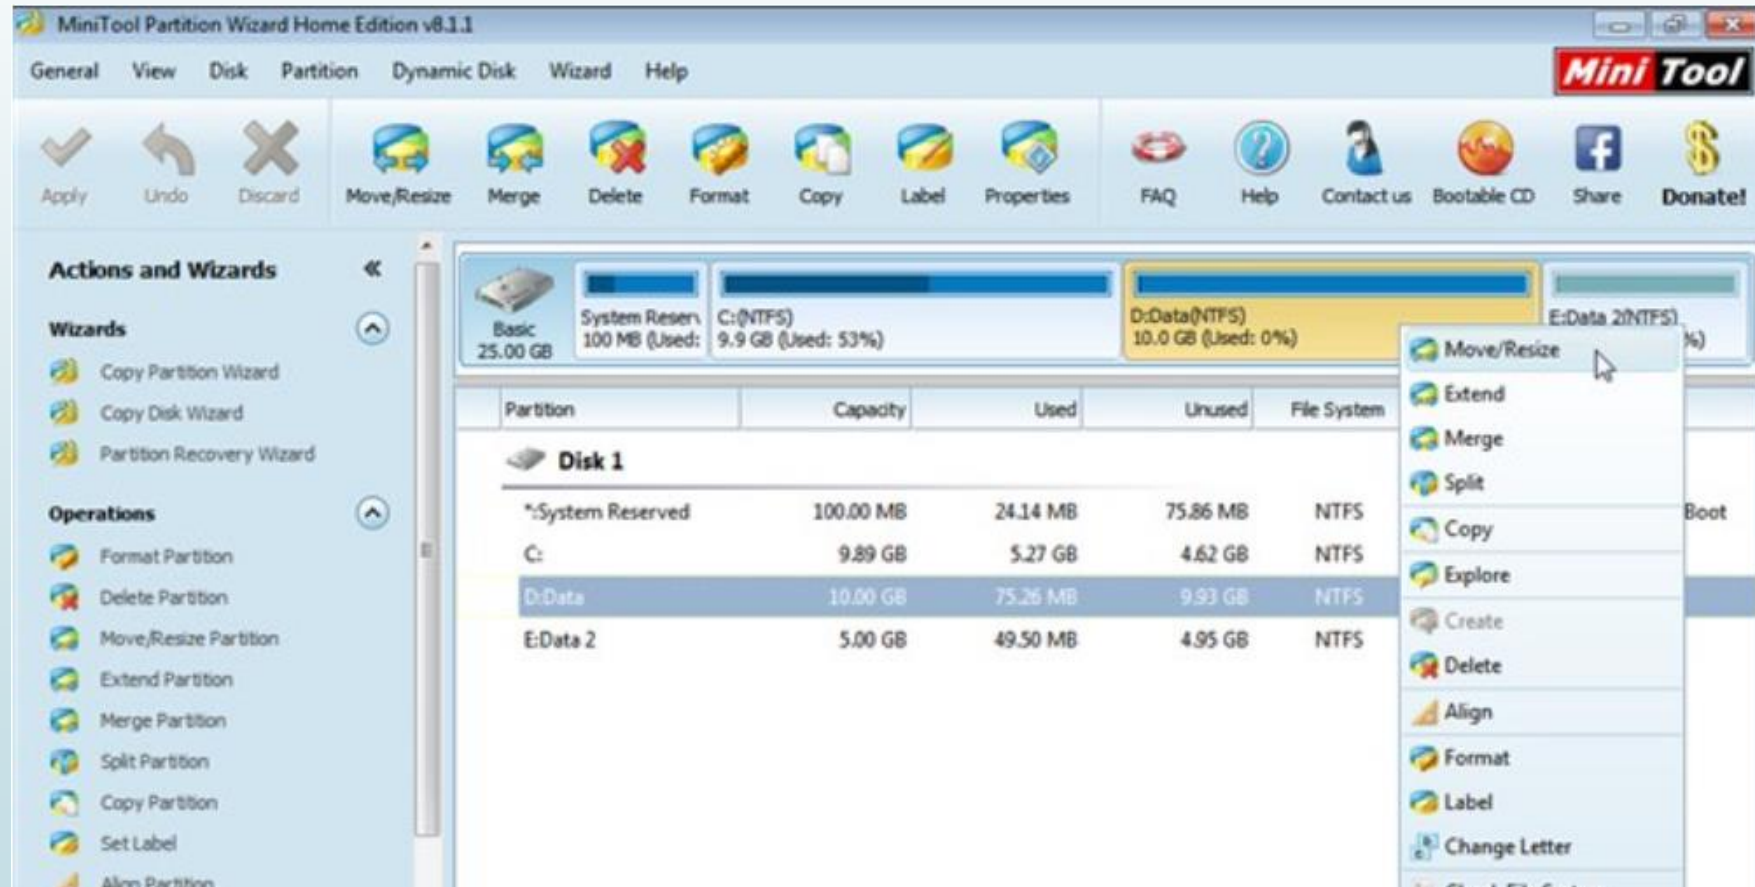 MiniTool Partition Wizard Home Edition v8.1.1
General View Disk Partition Dynamic Disk Wizard Help
Mini Tool
Apply Undo Discard Move/Resize Merge Delete Format Copy Label Properties FAQ Help Contact us Bootable CD Share Donate!
Actions and Wizards
Wizards
Copy Partition Wizard
Copy Disk Wizard
Partition Recovery Wizard
Operations
Format Partition
Delete Partition
Move/Resize Partition
Extend Partition
Merge Partition
Split Partition
Copy Partition
Set Label
Align Partition
Basic
25.00 GB
System Reserv
100 MB (Used:
C:(NTFS)
9.9 GB (Used: 53%)
D:Data(NTFS)
10.0 GB (Used: 0%)
E:Data 2(NTFS)
%)
Partition Capacity Used Unused File System
Disk 1
*:System Reserved 100.00 MB 24.14 MB 75.86 MB NTFS Boot
C: 9.89 GB 5.27 GB 4.62 GB NTFS
D:Data 10.00 GB 75.26 MB 9.93 GB NTFS
E:Data 2 5.00 GB 49.50 MB 4.95 GB NTFS
Move/Resize
Extend
Merge
Split
Copy
Explore
Create
Delete
Align
Format
Label
Change Letter